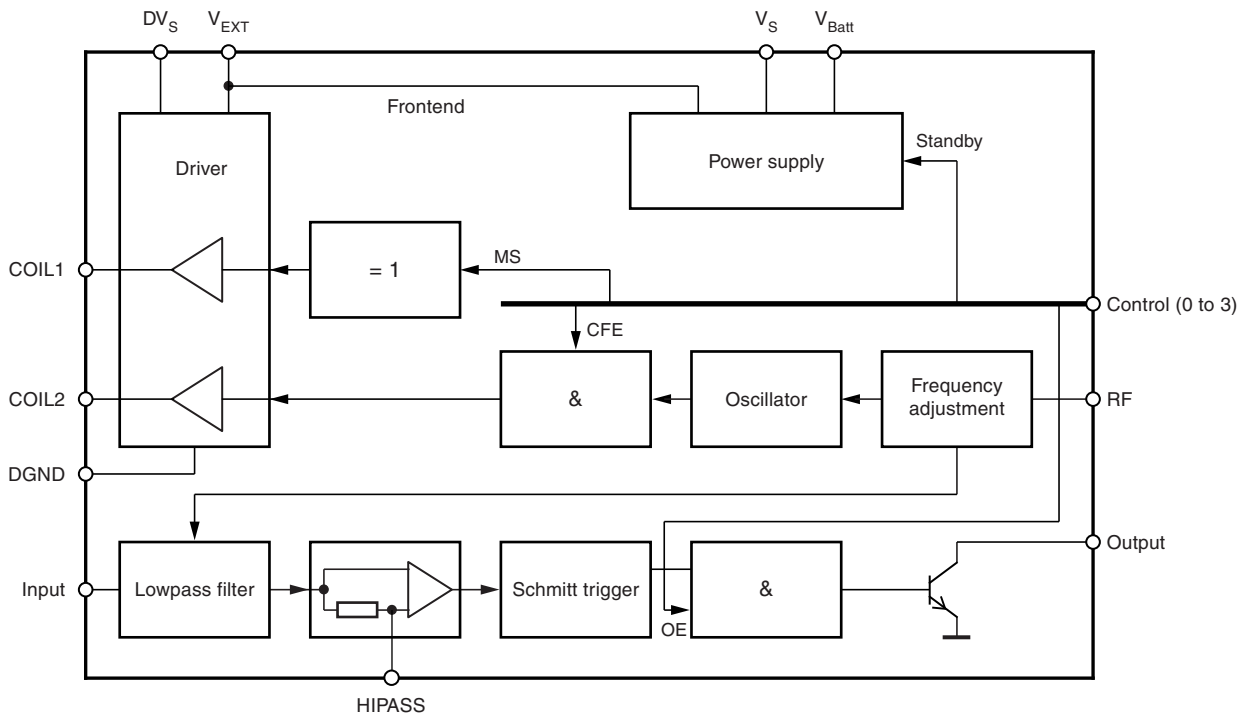 DVS VEXT VS VBatt
Frontend
Driver
Power supply
Standby
COIL1
= 1
MS
Control (0 to 3)
CFE
COIL2
&
Oscillator
Frequency
adjustment
RF
DGND
Output
Input
Lowpass filter
Schmitt trigger
&
OE
HIPASS